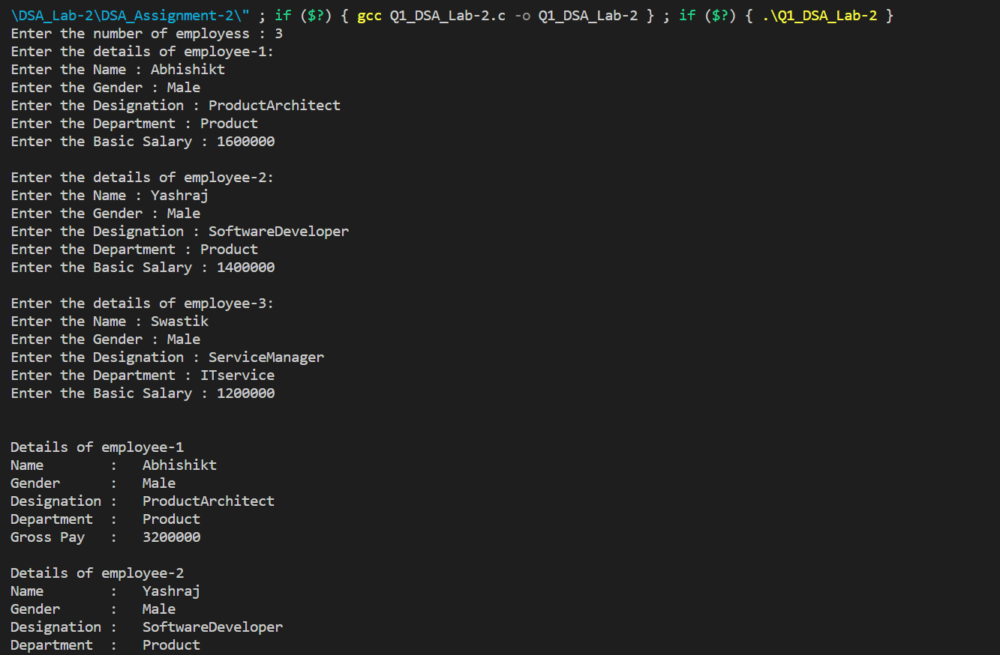 \DSA_Lab-2\DSA_Assignment-2\" ; if ($?) { gcc Q1_DSA_Lab-2.c -o Q1_DSA_Lab-2 } ; if ($?) { .\Q1_DSA_Lab-2 }
Enter the number of employess : 3
Enter the details of employee-1:
Enter the Name : Abhishikt
Enter the Gender : Male
Enter the Designation : ProductArchitect
Enter the Department : Product
Enter the Basic Salary : 1600000

Enter the details of employee-2:
Enter the Name : Yashraj
Enter the Gender : Male
Enter the Designation : SoftwareDeveloper
Enter the Department : Product
Enter the Basic Salary : 1400000

Enter the details of employee-3:
Enter the Name : Swastik
Enter the Gender : Male
Enter the Designation : ServiceManager
Enter the Department : ITservice
Enter the Basic Salary : 1200000


Details of employee-1
Name        :   Abhishikt
Gender      :   Male
Designation :   ProductArchitect
Department  :   Product
Gross Pay   :   3200000

Details of employee-2
Name        :   Yashraj
Gender      :   Male
Designation :   SoftwareDeveloper
Department  :   Product